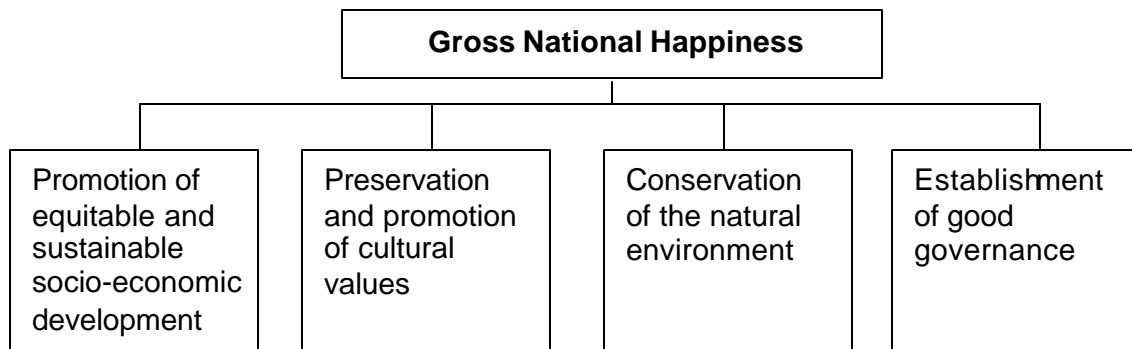 Gross National Happiness
Promotion of
equitable and
sustainable
socio-economic
development
Preservation
and promotion
of cultural
values
Conservation
of the natural
environment
Establishment
of good
governance